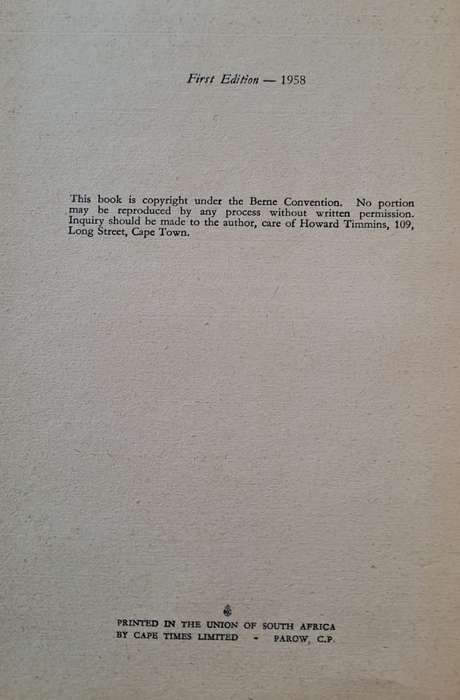 First Edition — 1958
This book is copyright under the Berne Convention. No portion
may be reproduced by any process without written permission.
Inquiry should be made to the author, care of Howard Timmins, 109,
Long Street, Cape Town.
PRINTED IN THE UNION OF SOUTH AFRICA
BY CAPE TIMES LIMITED - PAROW, C.P.